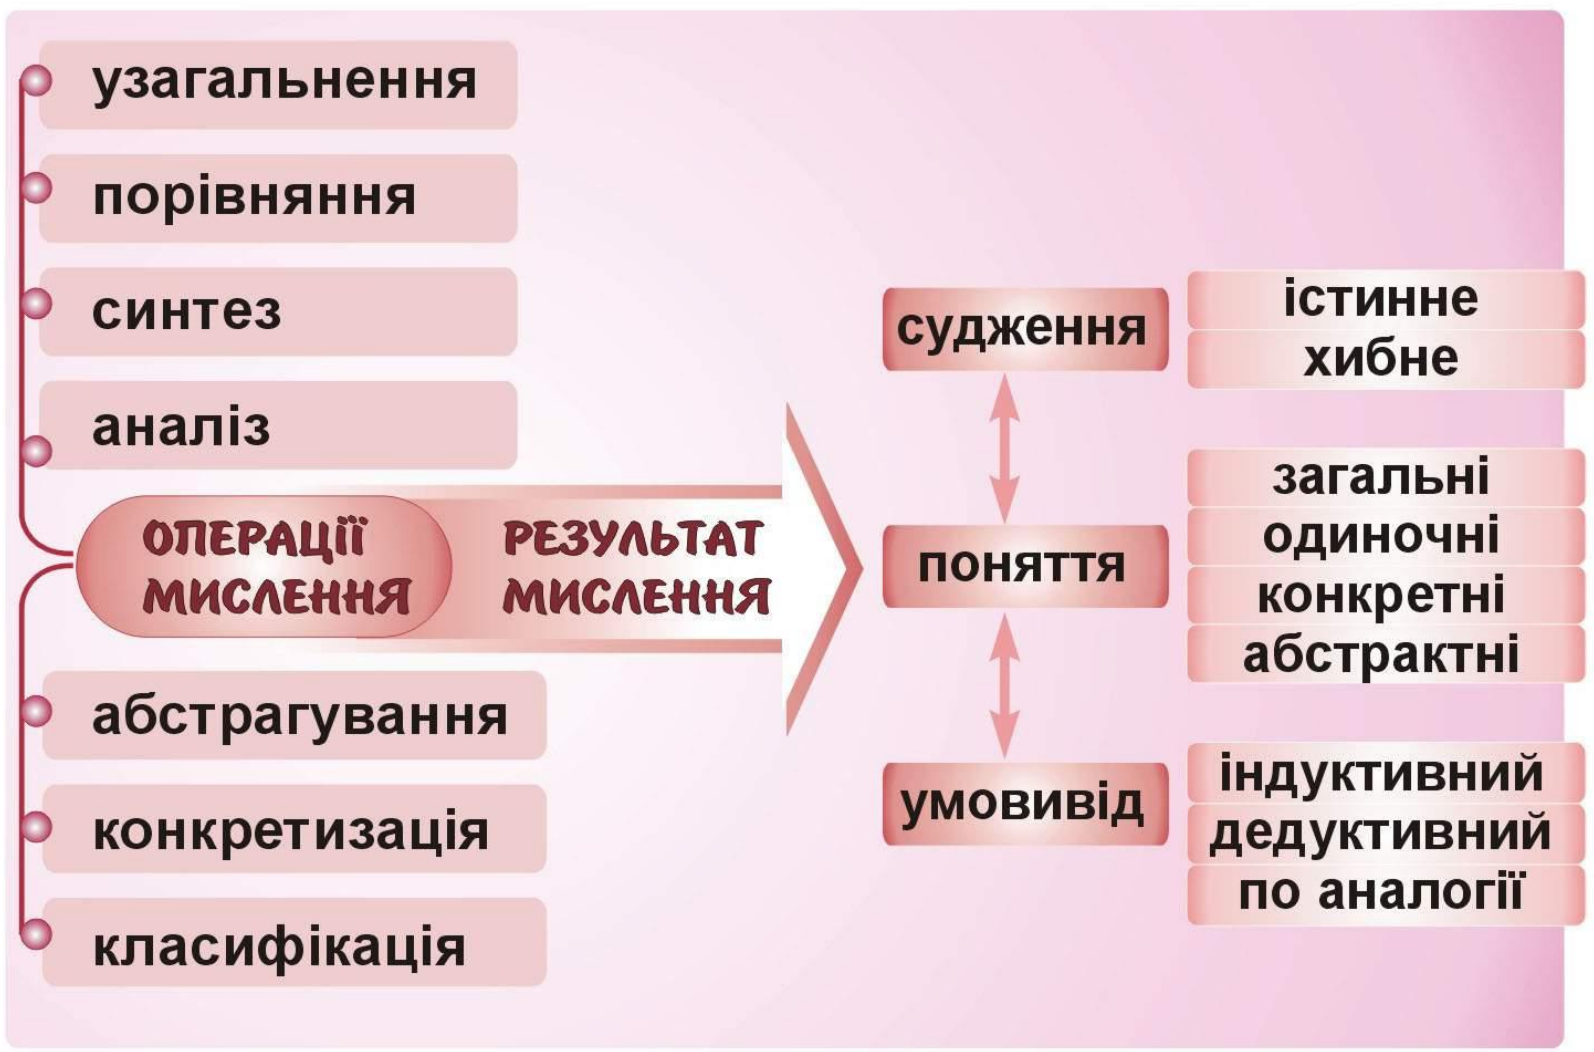 узагальнення
порівняння
синтез
аналіз
ОПЕРАЦІЇ
МИСЛЕННЯ
РЕЗУЛЬТАТ
МИСЛЕННЯ
абстрагування
конкретизація
класифікація
судження
істинне
хибне
поняття
загальні
одиночні
конкретні
абстрактні
умовивід
індуктивний
дедуктивний
по аналогії